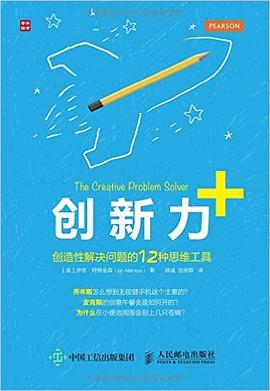 PEARSON
The Creative Problem Solver
创新力+
创造性解决问题的12种思维工具
[英] 伊恩·阿特金森 (Ian Atkinson) 著 译
乔布斯怎么想到无按键手机这个主意的?
皮克斯的创意午餐会是如何开的?
为什么在小便池周围会刻上几只苍蝇?
中国工信出版集团 人民邮电出版社